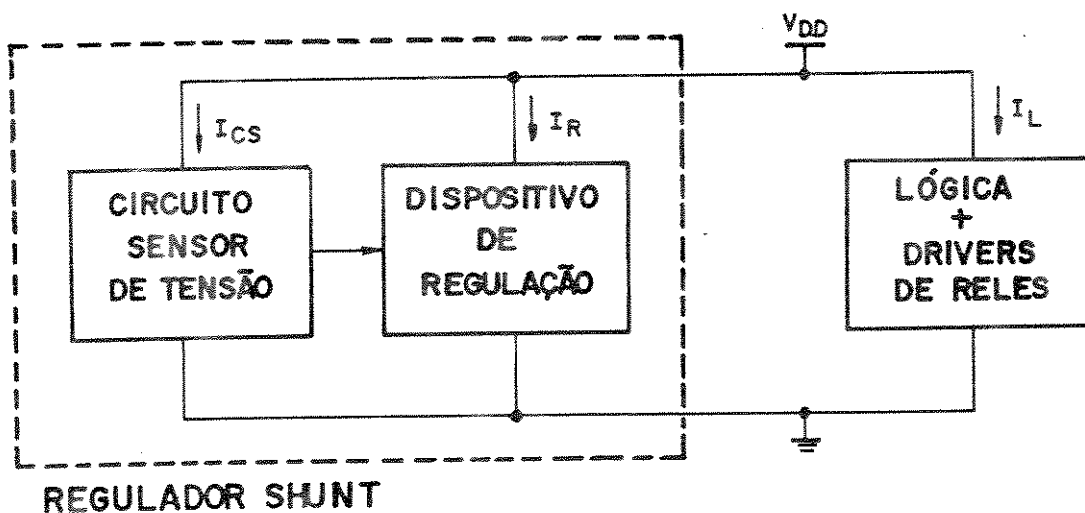 VDD
ICS
IR
IL
CIRCUITO
SENSOR
DE TENSÃO
DISPOSITIVO
DE
REGULAÇÃO
LÓGICA
+
DRIVERS
DE RELES
REGULADOR SHUNT